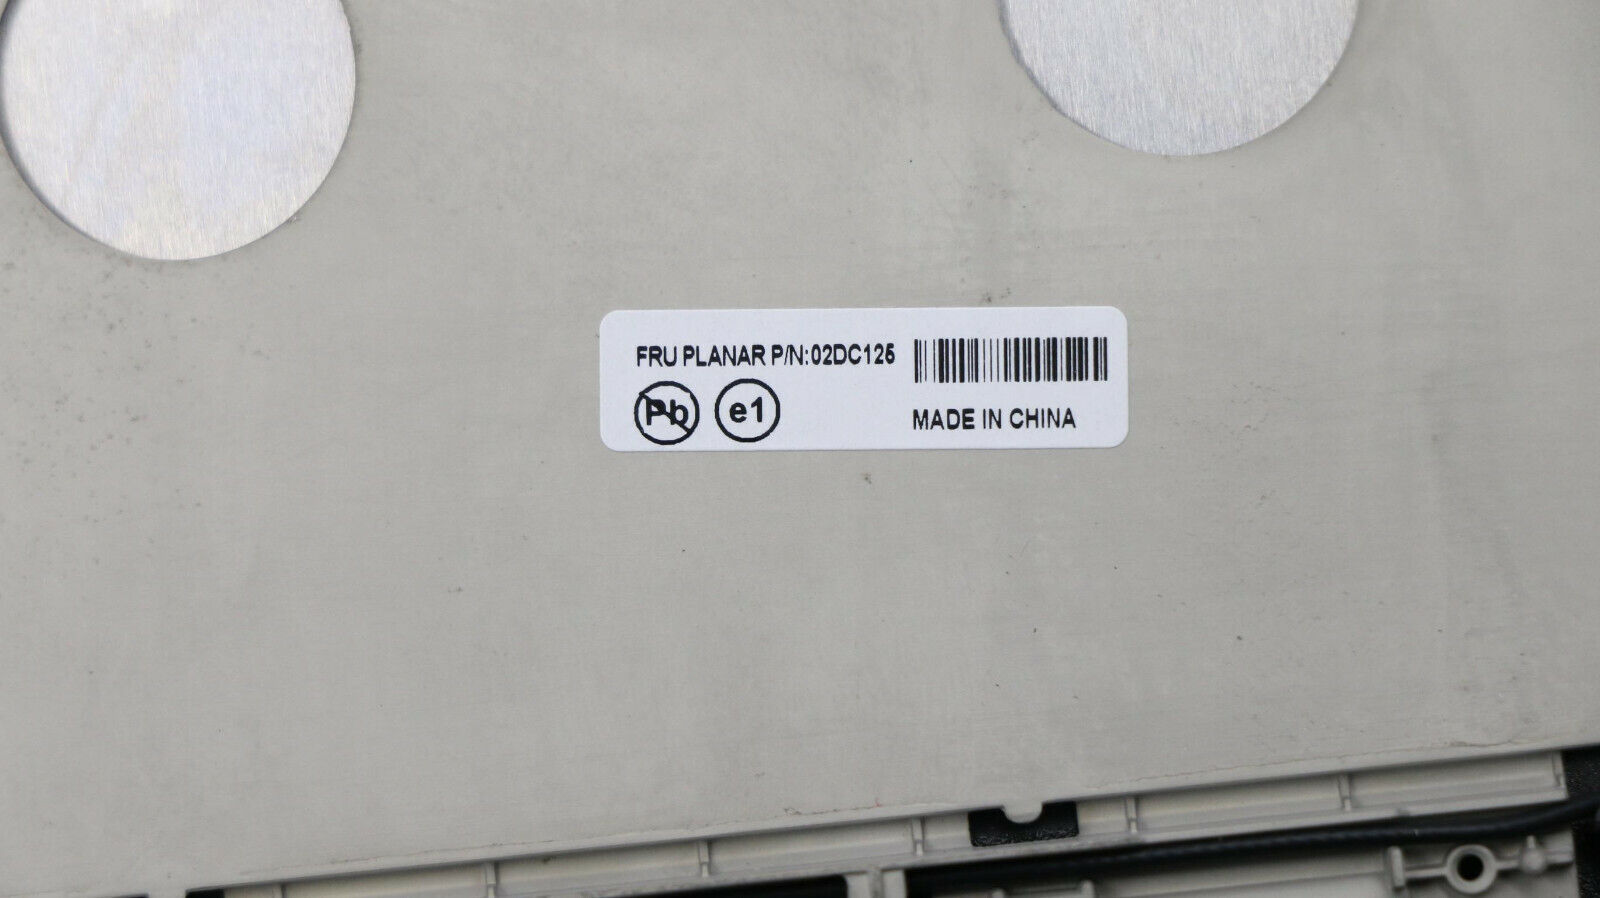 FRU PLANAR P/N:02DC125
Pb e1
MADE IN CHINA